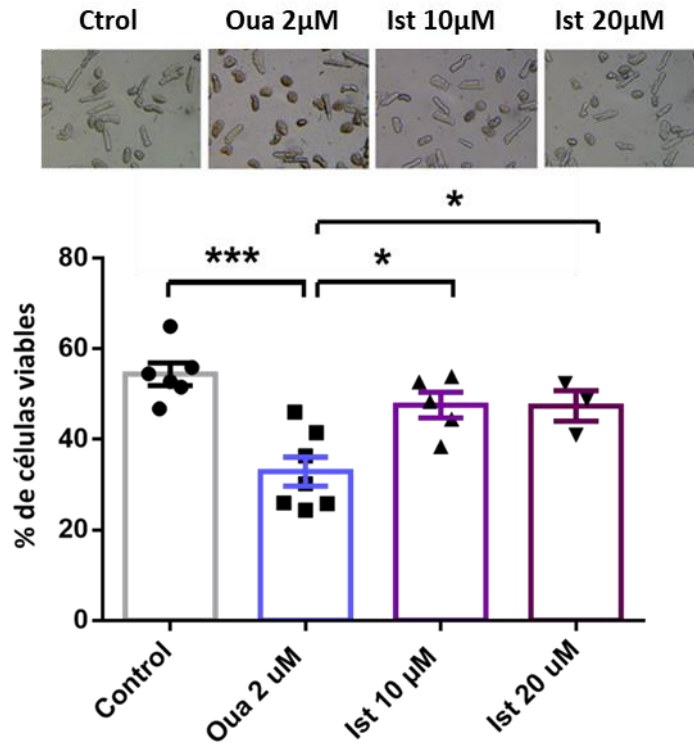 Ctrol Oua 2µM Ist 10µM Ist 20µM
*
*** *
80
60
40
20
0
% de células viables
Control
Oua 2 uM
Ist 10 µM
Ist 20 uM